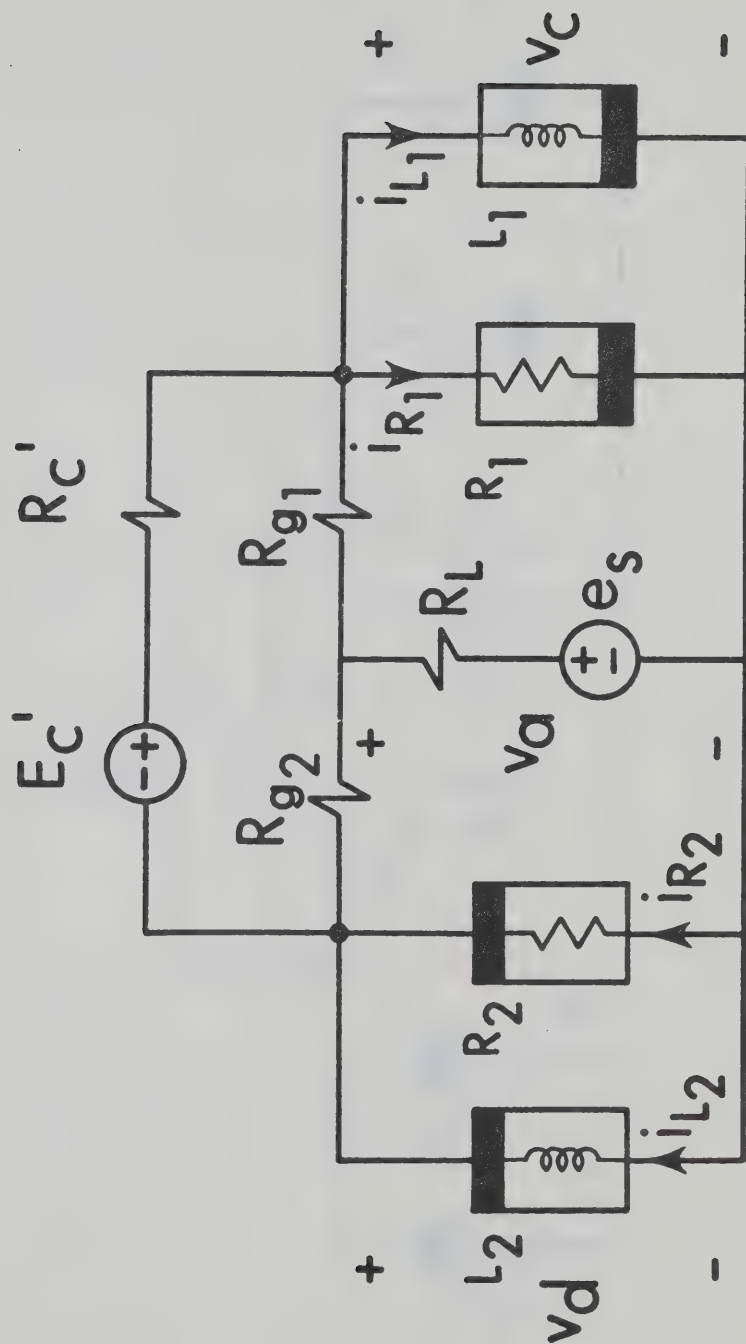 E_C' R_C'
R_g2 R_g1
+ + +
i_R1 i_L1
R_L
v_d L_2 R_2 v_a e_s R_1 L_1 v_C
- +
+ -
i_L2 i_R2
- - -